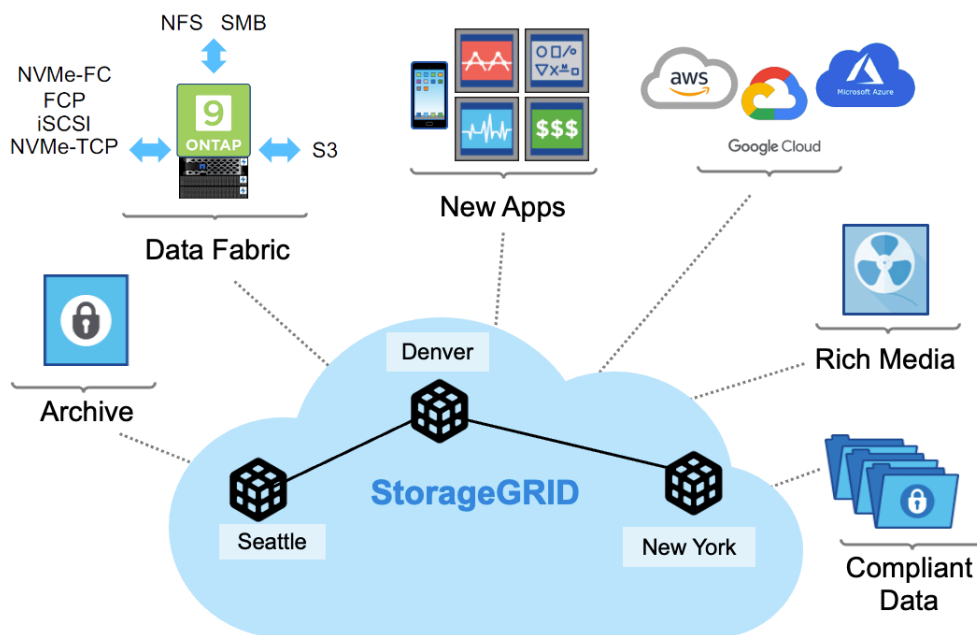 NFS SMB
NVMe-FC
FCP
iSCSI
NVMe-TCP
9
ONTAP
S3
Data Fabric
$$$
New Apps
aws
Microsoft Azure
Google Cloud
Archive
Rich Media
Denver
StorageGRID
Seattle
New York
Compliant
Data